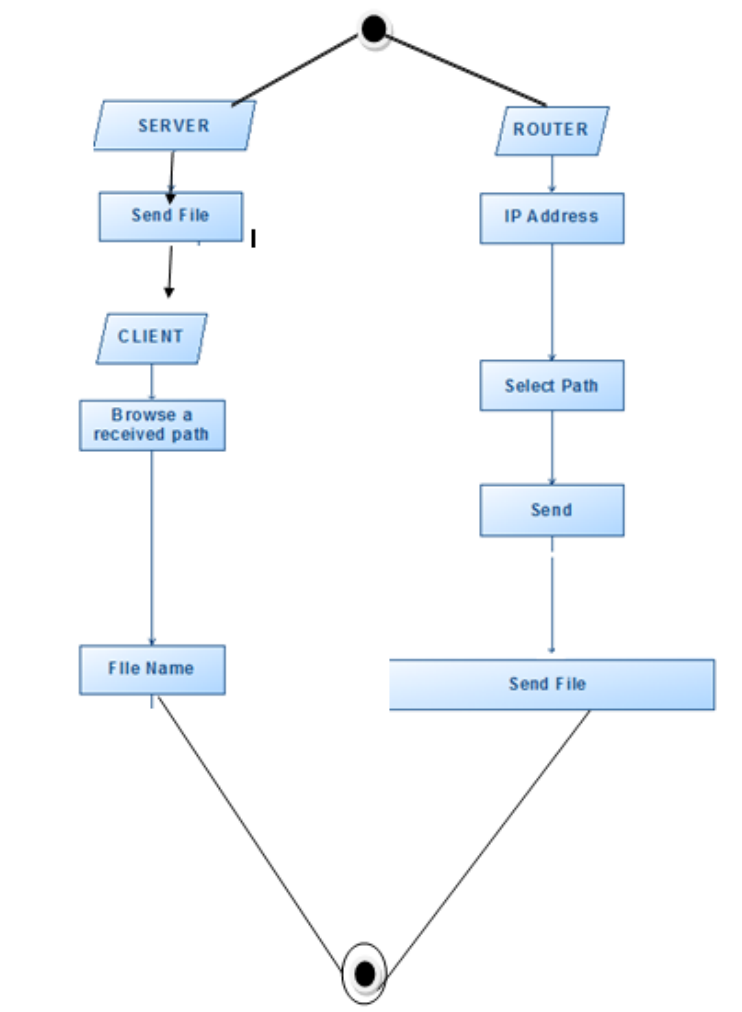 SERVER
Send File
CLIENT
Browse a
received path
FIle Name
ROUTER
IP Address
Select Path
Send
Send File